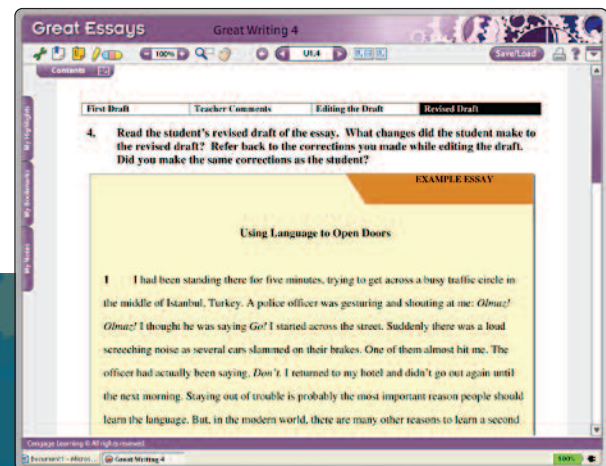 Great Essays
Great Writing 4
100%
U1.4
Save/Load
?
Contents
My Highlights
My Bookmarks
My Notes
First Draft
Teacher Comments
Editing the Draft
Revised Draft
4. Read the student's revised draft of the essay. What changes did the student make to
the revised draft? Refer back to the corrections you made while editing the draft.
Did you make the same corrections as the student?
EXAMPLE ESSAY
Using Language to Open Doors
1 I had been standing there for five minutes, trying to get across a busy traffic circle in
the middle of Istanbul, Turkey. A police officer was gesturing and shouting at me: Olmaz!
Olmaz! I thought he was saying Go! I started across the street. Suddenly there was a loud
screeching noise as several cars slammed on their brakes. One of them almost hit me. The
officer had actually been saying, Don't. I returned to my hotel and didn't go out again until
the next morning. Staying out of trouble is probably the most important reason people should
learn the language. But, in the modern world, there are many other reasons to learn a second
Cengage Learning © All rights reserved.
Document1 - Micros...
Great Writing 4
100%